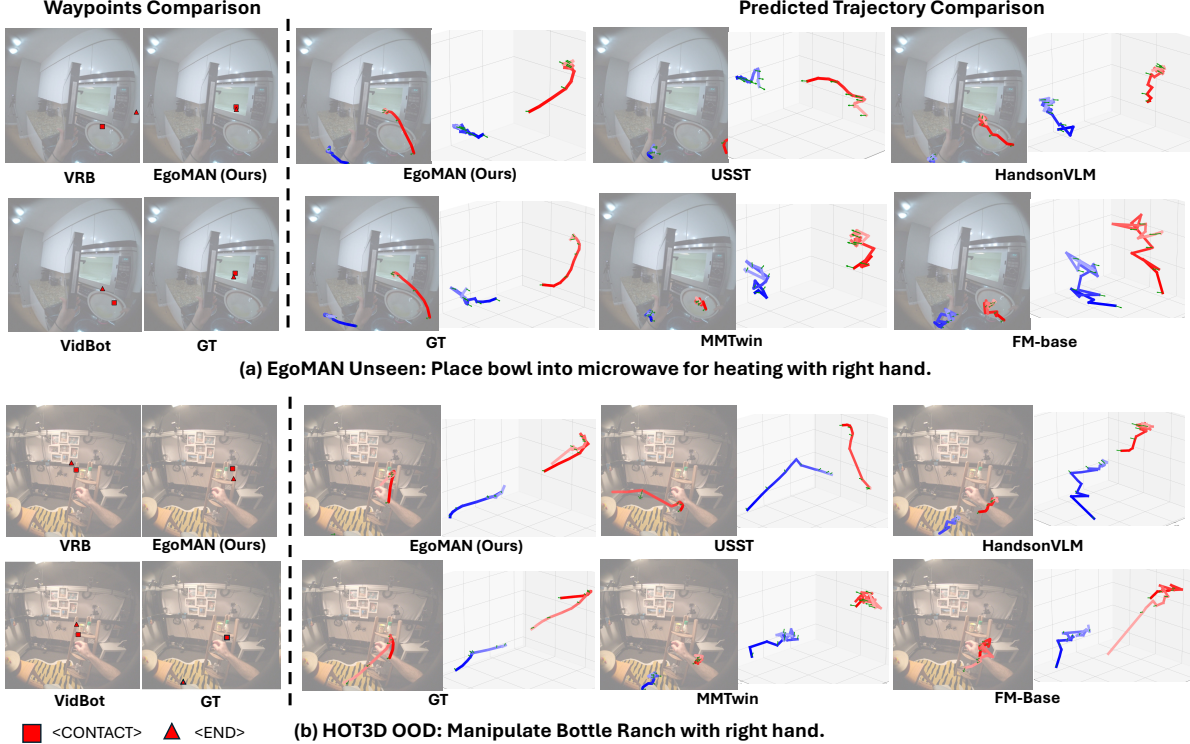 Waypoints Comparison
Predicted Trajectory Comparison
VRB
EgoMAN (Ours)
EgoMAN (Ours)
USST
HandsonVLM
VidBot
GT
GT
MMTwin
FM-base
(a) EgoMAN Unseen: Place bowl into microwave for heating with right hand.
VRB
EgoMAN (Ours)
EgoMAN (Ours)
USST
HandsonVLM
VidBot
GT
GT
MMTwin
FM-Base
<CONTACT>
<END>
(b) HOT3D OOD: Manipulate Bottle Ranch with right hand.